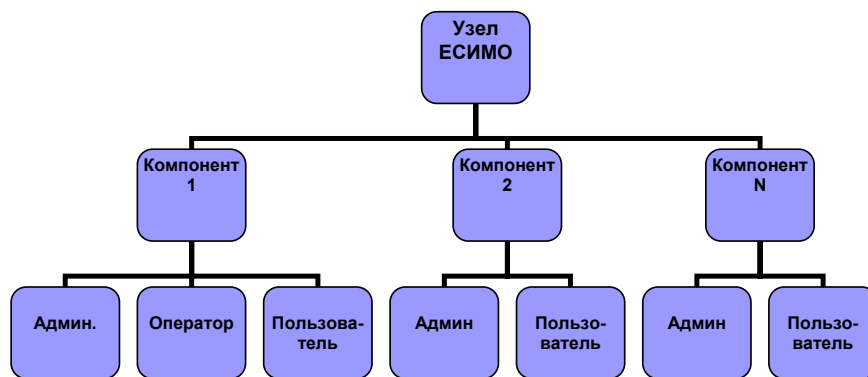 Узел
ЕСИМО
Компонент
1
Компонент
2
Компонент
N
Админ.
Оператор
Пользова-
тель
Админ
Пользо-
ватель
Админ
Пользо-
ватель